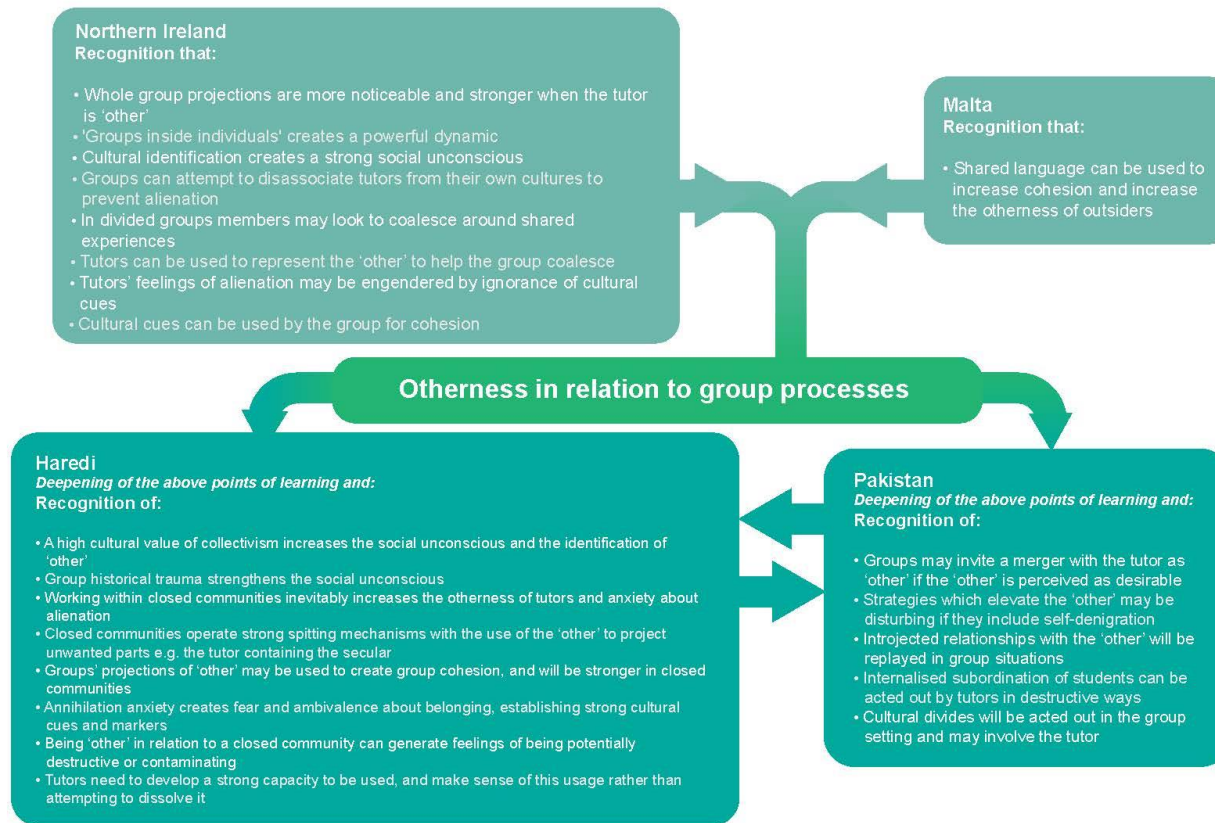 Northern Ireland
Recognition that:
• Whole group projections are more noticeable and stronger when the tutor
is ‘other’
• 'Groups inside individuals' creates a powerful dynamic
• Cultural identification creates a strong social unconscious
• Groups can attempt to disassociate tutors from their own cultures to
prevent alienation
• In divided groups members may look to coalesce around shared
experiences
• Tutors can be used to represent the ‘other’ to help the group coalesce
• Tutors’ feelings of alienation may be engendered by ignorance of cultural
cues
• Cultural cues can be used by the group for cohesion
Malta
Recognition that:
• Shared language can be used to
increase cohesion and increase
the otherness of outsiders
Otherness in relation to group processes
Haredi
Deepening of the above points of learning and:
Recognition of:
• A high cultural value of collectivism increases the social unconscious and the identification of
‘other’
• Group historical trauma strengthens the social unconscious
• Working within closed communities inevitably increases the otherness of tutors and anxiety about
alienation
• Closed communities operate strong spitting mechanisms with the use of the ‘other’ to project
unwanted parts e.g. the tutor containing the secular
• Groups’ projections of ‘other’ may be used to create group cohesion, and will be stronger in closed
communities
• Annihilation anxiety creates fear and ambivalence about belonging, establishing strong cultural
cues and markers
• Being ‘other’ in relation to a closed community can generate feelings of being potentially
destructive or contaminating
• Tutors need to develop a strong capacity to be used, and make sense of this usage rather than
attempting to dissolve it
Pakistan
Deepening of the above points of learning and:
Recognition of:
• Groups may invite a merger with the tutor as
‘other’ if the ‘other’ is perceived as desirable
• Strategies which elevate the ‘other’ may be
disturbing if they include self-denigration
• Introjected relationships with the ‘other’ will be
replayed in group situations
• Internalised subordination of students can be
acted out by tutors in destructive ways
• Cultural divides will be acted out in the group
setting and may involve the tutor